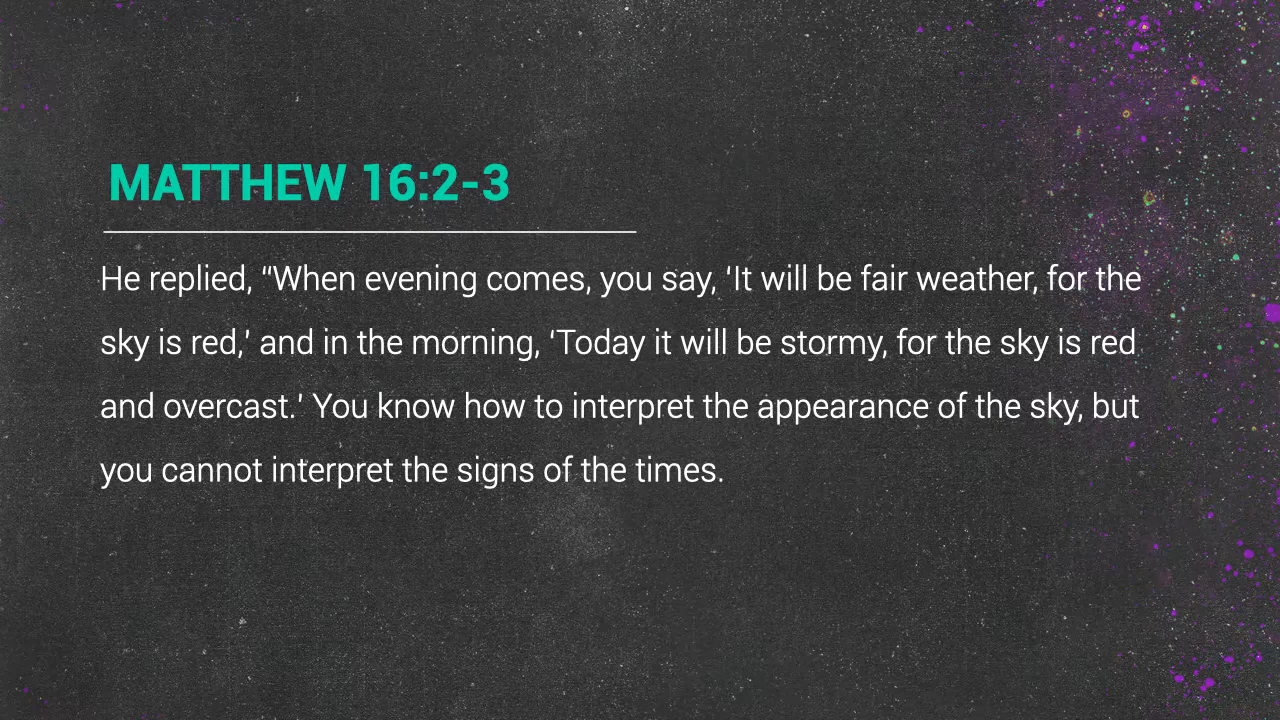 MATTHEW 16:2-3
He replied, “When evening comes, you say, ‘It will be fair weather, for the
sky is red,’ and in the morning, ‘Today it will be stormy, for the sky is red
and overcast.’ You know how to interpret the appearance of the sky, but
you cannot interpret the signs of the times.